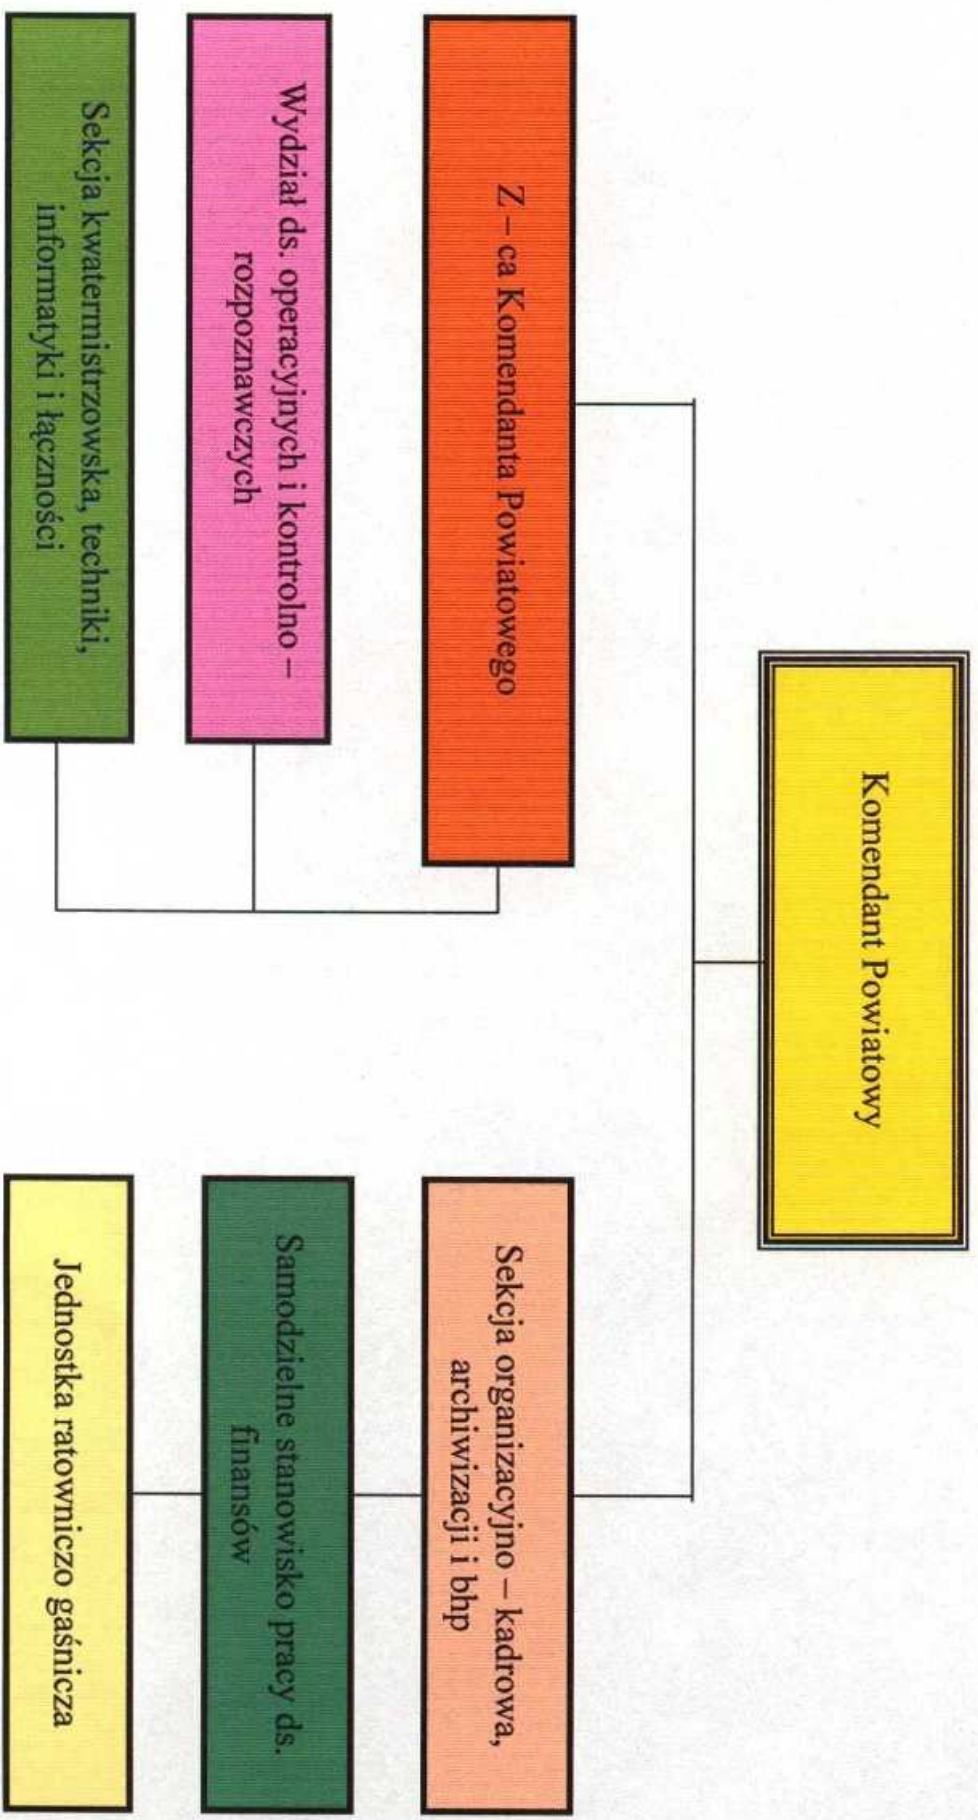 Komendant Powiatowy
Z – ca Komendanta Powiatowego
Wydział ds. operacyjnych i kontrolno –
rozpoznawczych
Sekcja kwatermistrzowska, techniki,
informatyki i łączności
Sekcja organizacyjno – kadrowa,
archiwizacji i bhp
Samodzielne stanowisko pracy ds.
finansów
Jednostka ratowniczo gaśnicza